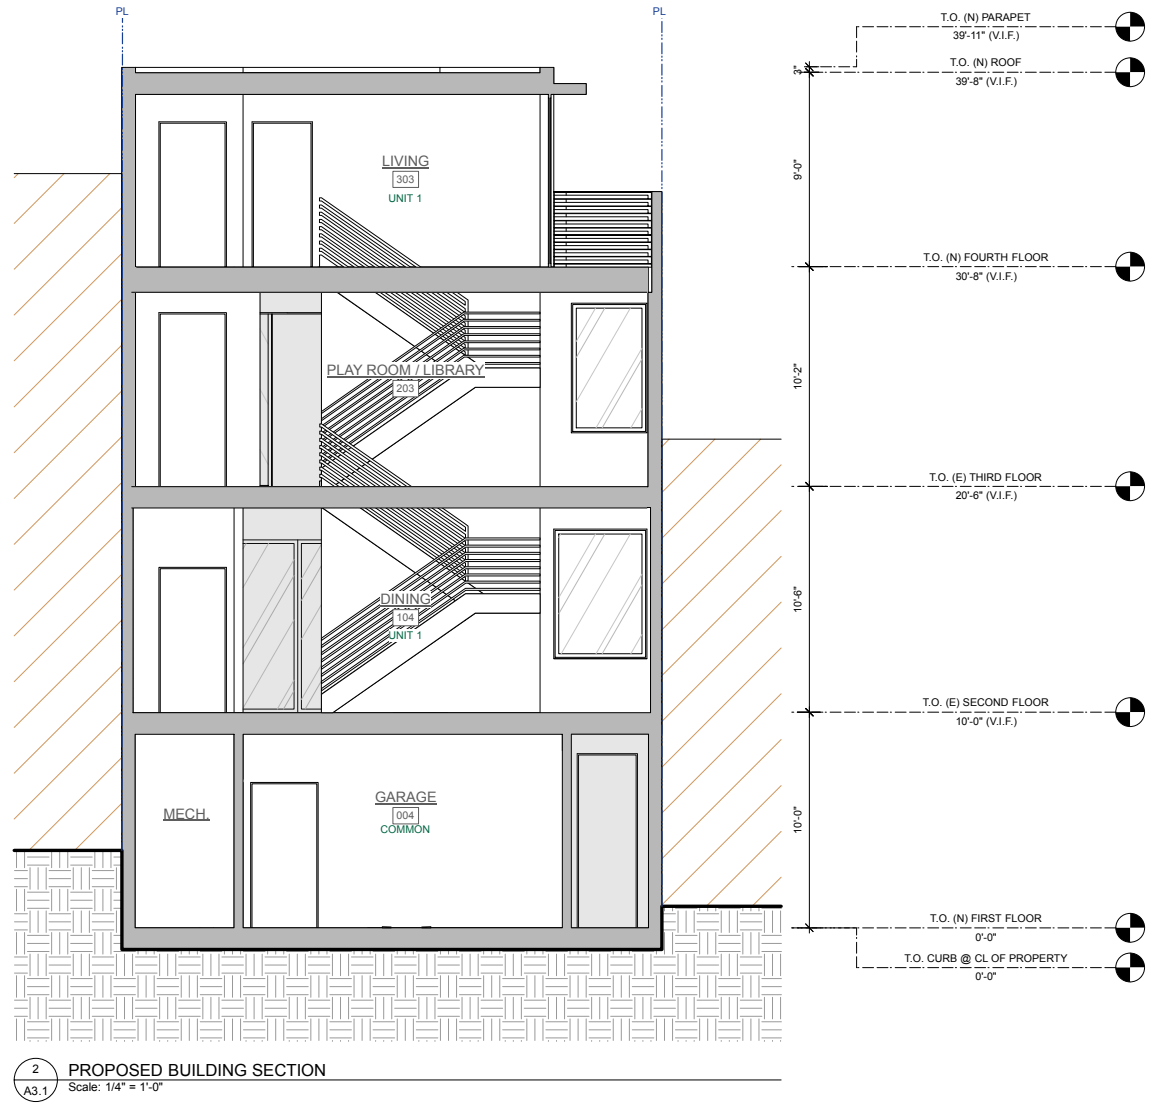 PL
PL
T.O. (N) PARAPET
39'-11" (V.I.F.)
3"
T.O. (N) ROOF
39'-8" (V.I.F.)
9'-0"
LIVING
303
UNIT 1
T.O. (N) FOURTH FLOOR
30'-8" (V.I.F.)
10'-2"
PLAY ROOM / LIBRARY
203
T.O. (E) THIRD FLOOR
20'-6" (V.I.F.)
10'-6"
DINING
104
UNIT 1
T.O. (E) SECOND FLOOR
10'-0" (V.I.F.)
10'-0"
GARAGE
004
COMMON
MECH.
T.O. (N) FIRST FLOOR
0'-0"
T.O. CURB @ CL OF PROPERTY
0'-0"
2
A3.1
PROPOSED BUILDING SECTION
Scale: 1/4" = 1'-0"